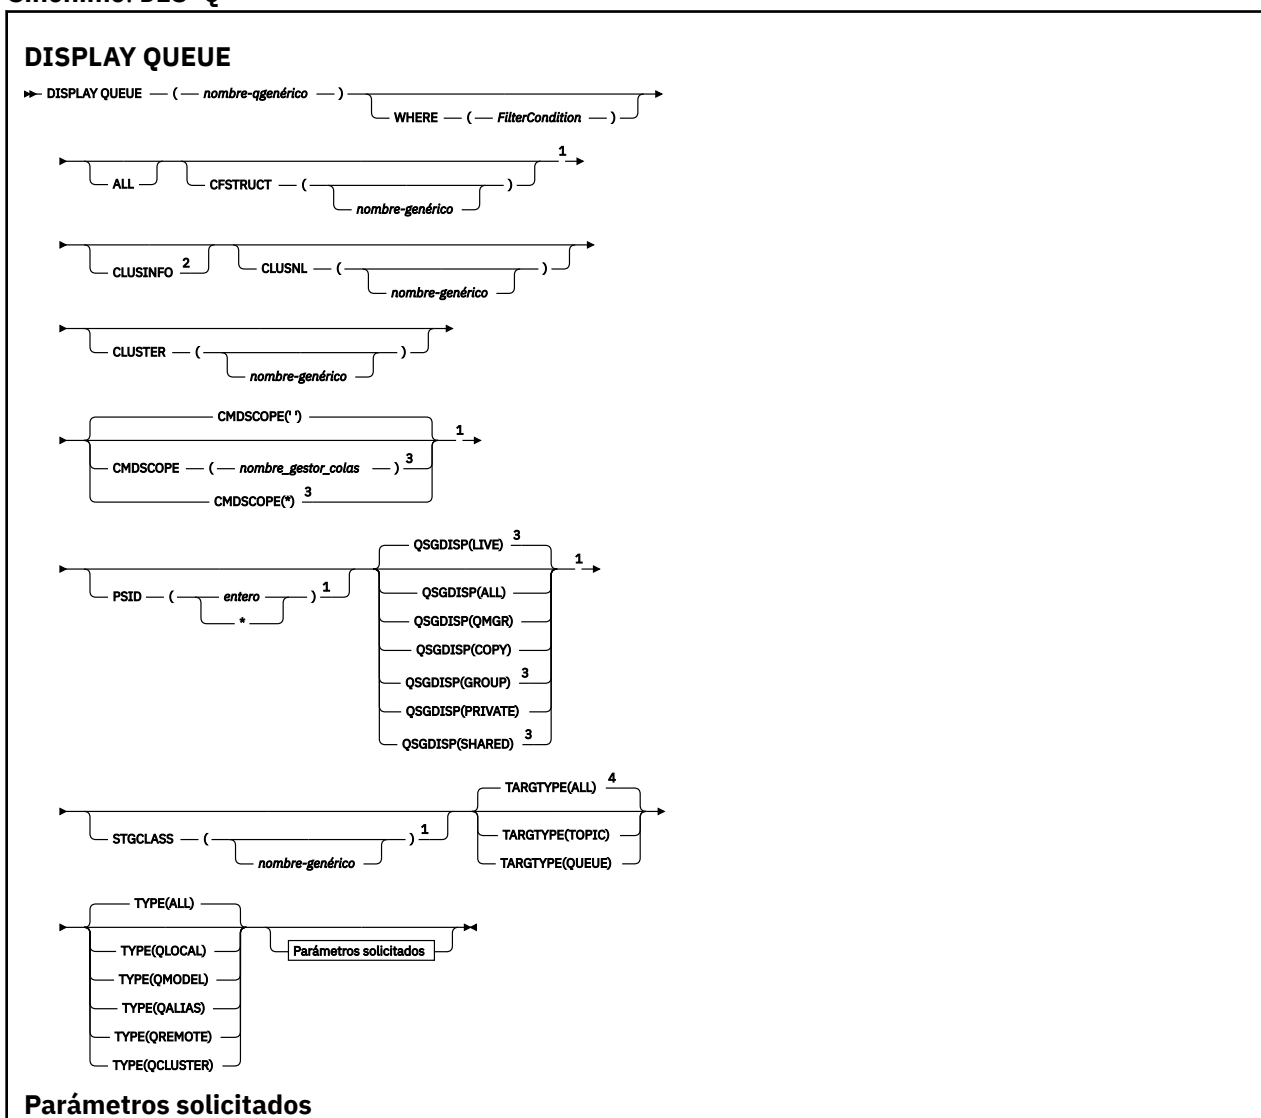 DISPLAY QUEUE
DISPLAY QUEUE — ( — nombre-qgenérico — )
WHERE — ( — FilterCondition — )
1
ALL CFSTRUCT — ( )
nombre-genérico
CLUSINFO 2 CLUSNL — ( )
nombre-genérico
CLUSTER — ( )
nombre-genérico
CMDSCOPE(' ')
1
CMDSCOPE — ( — nombre_gestor_colas — ) 3
CMDSCOPE(*) 3
QSGDISP(LIVE) 3
1
PSID — ( entero ) 1 QSGDISP(ALL)
* QSGDISP(QMGR)
QSGDISP(COPY)
QSGDISP(GROUP) 3
QSGDISP(PRIVATE)
QSGDISP(SHARED) 3
TARGTYPE(ALL) 4
STGCLASS — ( ) 1 TARGTYPE(TOPIC)
nombre-genérico TARGTYPE(QUEUE)
TYPE(ALL)
TYPE(QLOCAL) Parámetros solicitados
TYPE(QMODEL)
TYPE(QALIAS)
TYPE(QREMOTE)
TYPE(QCLUSTER)
Parámetros solicitados